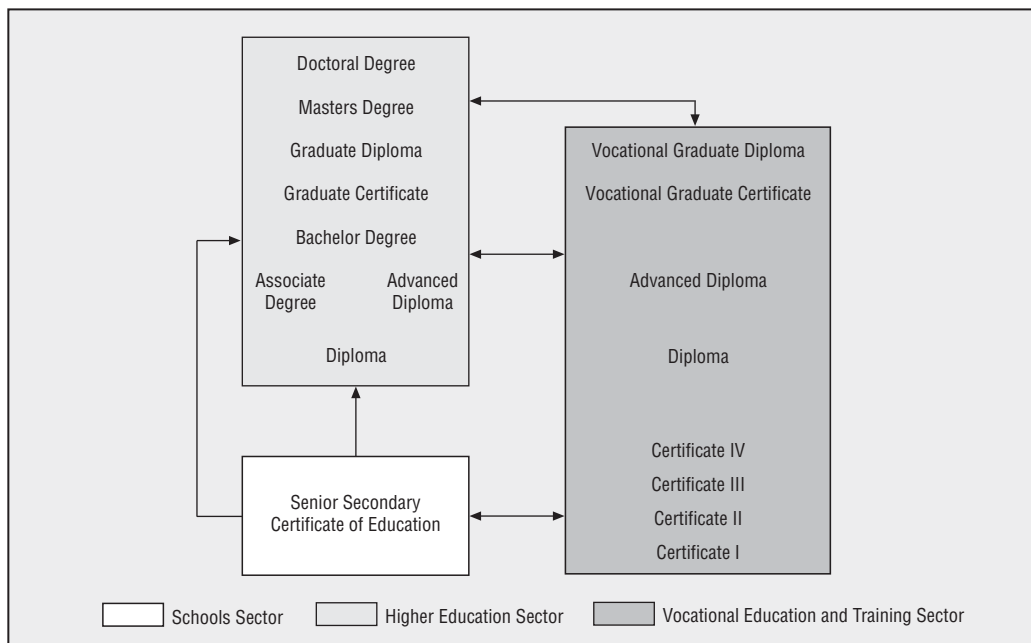 Doctoral Degree
Masters Degree
Graduate Diploma
Graduate Certificate
Bachelor Degree
Associate
Degree
Advanced
Diploma
Diploma
Vocational Graduate Diploma
Vocational Graduate Certificate
Advanced Diploma
Diploma
Certificate IV
Certificate III
Certificate II
Certificate I
Senior Secondary
Certificate of Education
Schools Sector
Higher Education Sector
Vocational Education and Training Sector